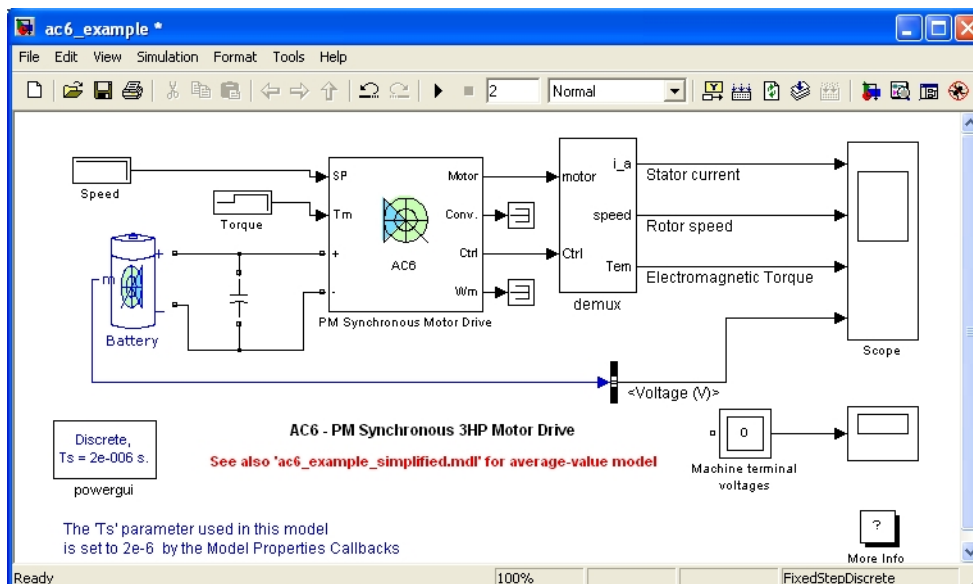 ac6_example *
File Edit View Simulation Format Tools Help
2 Normal
SP
Motor
motor
i_a
Stator current
Speed
Tm
Conv.
speed
Rotor speed
Torque
AC6
+
+
Ctrl
Ctrl
Tem
Electromagnetic Torque
m
-
-
Wm
demux
PM Synchronous Motor Drive
Battery
Scope
<Voltage (V)>
AC6 - PM Synchronous 3HP Motor Drive
See also 'ac6_example_simplified.mdl' for average-value model
Discrete,
Ts = 2e-006 s.
powergui
0
Machine terminal
voltages
The 'Ts' parameter used in this model
is set to 2e-6 by the Model Properties Callbacks
?
More Info
Ready 100% FixedStepDiscrete